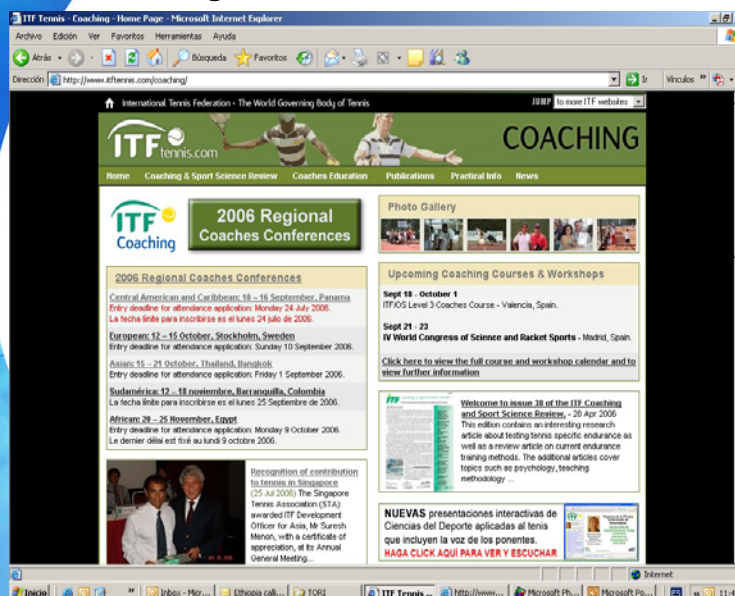 ITF Tennis - Coaching - Home Page - Microsoft Internet Explorer
Archivo Edición Ver Favoritos Herramientas Ayuda
Atrás Búsqueda Favoritos
Dirección http://www.itftennis.com/coaching/ Ir Vínculos »
International Tennis Federation - The World Governing Body of Tennis JUMP to more ITF websites
ITF tennis.com COACHING
Home Coaching & Sport Science Review Coaches Education Publications Practical Info News
ITF Coaching
2006 Regional
Coaches Conferences
2006 Regional Coaches Conferences
Central American and Caribbean: 10 – 16 September, Panama
Entry deadline for attendance application: Monday 24 July 2006.
La fecha límite para inscribirse es el lunes 24 julio de 2006.
European: 12 – 15 October, Stockholm, Sweden
Entry deadline for attendance application: Sunday 10 September 2006.
Asian: 15 – 21 October, Thailand, Bangkok
Entry deadline for attendance application: Friday 1 September 2006.
Sudamérica: 12 – 18 noviembre, Barranquilla, Colombia
La fecha límite para inscribirse es el lunes 25 Septiembre de 2006.
African: 20 – 25 November, Egypt
Entry deadline for attendance application: Monday 9 October 2006.
Le dernier délai est fixé au lundi 9 octobre 2006.
Recognition of contribution
to tennis in Singapore
(25 Jul 2006) The Singapore
Tennis Association (STA)
awarded ITF Development
Officer for Asia, Mr Suresh
Menon, with a certificate of
appreciation, at its Annual
General Meeting...
Photo Gallery
Upcoming Coaching Courses & Workshops
Sept 18 - October 1
ITF/OS Level 3 Coaches Course - Valencia, Spain.
Sept 21 - 23
IV World Congress of Science and Racket Sports - Madrid, Spain.
Click here to view the full course and workshop calendar and to
view further information
Welcome to issue 38 of the ITF Coaching
and Sport Science Review. - 20 Apr 2006
This edition contains an interesting research
article about testing tennis specific endurance as
well as a review article on current endurance
training methods. The additional articles cover
topics such as psychology, teaching
methodology ...
NUEVAS presentaciones interactivas de
Ciencias del Deporte aplicadas al tenis
que incluyen la voz de los ponentes.
HAGA CLICK AQUÍ PARA VER Y ESCUCHAR
Internet
Inicio » Inbox - Micr... Ethiopia call... TORI ITF Tennis ... http://www... Microsoft Ph... Microsoft Po... ES « 11:4